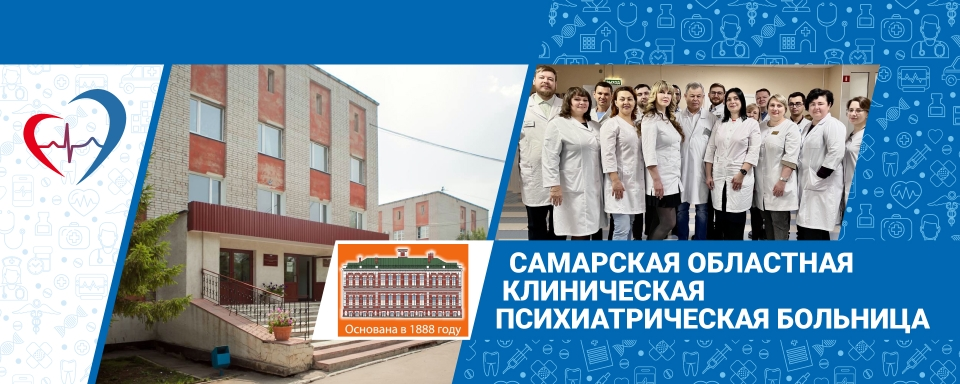 Основана в 1888 году
САМАРСКАЯ ОБЛАСТНАЯ
КЛИНИЧЕСКАЯ
ПСИХИАТРИЧЕСКАЯ БОЛЬНИЦА